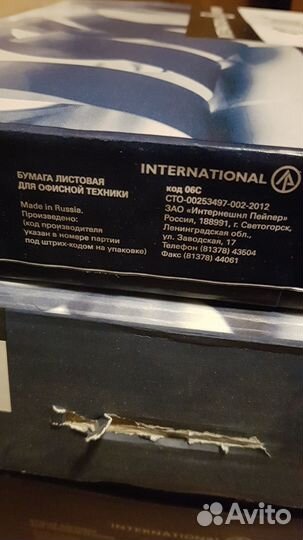 INTERNATIONAL
БУМАГА ЛИСТОВАЯ
ДЛЯ ОФИСНОЙ ТЕХНИКИ
Made in Russia.
Произведено:
(код производителя
указан в номере партии
под штрих-кодом на упаковке)
код 06С
СТО-00253497-002-2012
ЗАО «Интернешнл Пейпер»
Россия, 188991, г. Светогорск,
Ленинградская обл.,
ул. Заводская, 17
Телефон (81378) 43504
Факс (81378) 44061
INTERNATIONAL
Avito